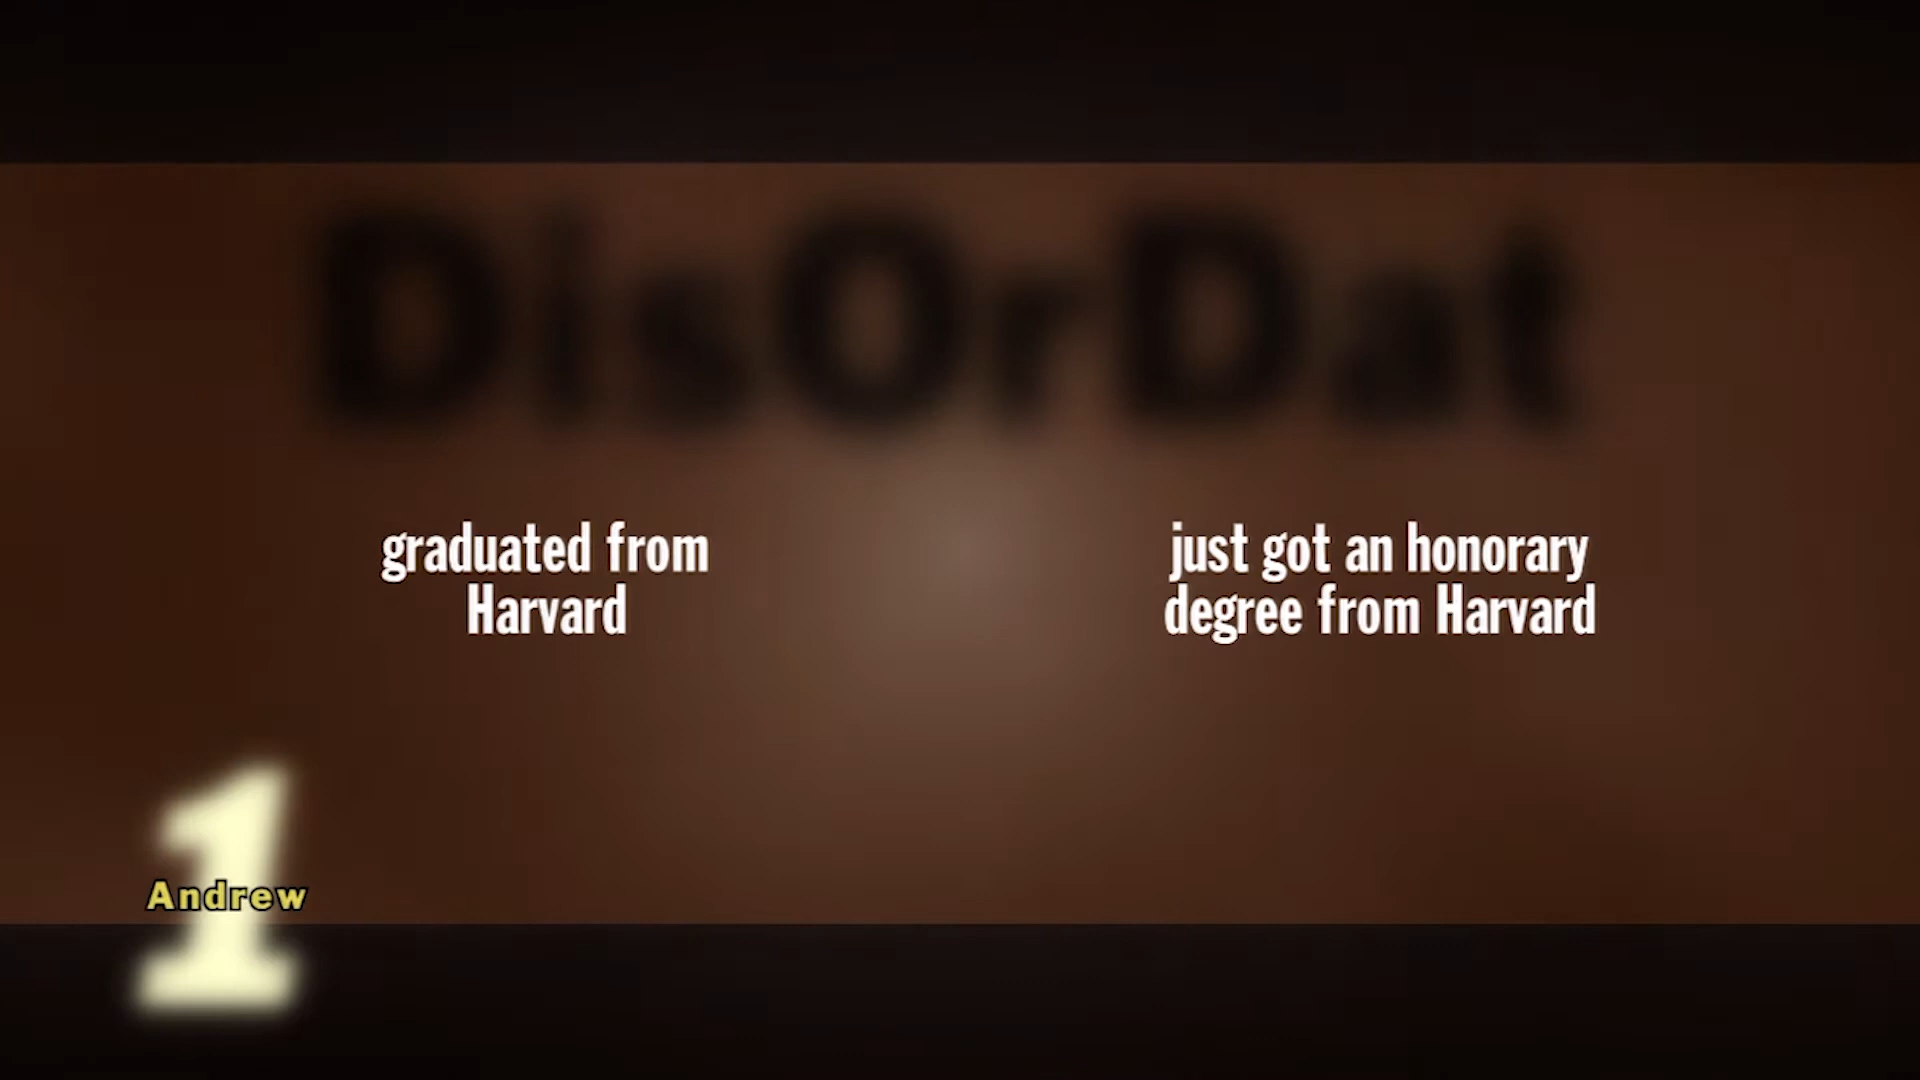 DisOrDat
graduated from
Harvard
just got an honorary
degree from Harvard
1
Andrew